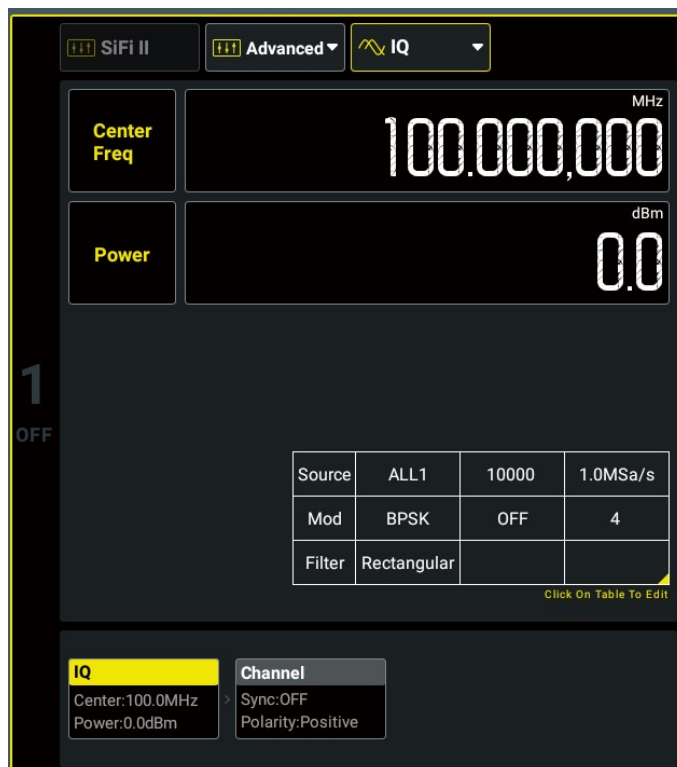 SiFi II Advanced IQ
MHz
Center
Freq
100.000,000
dBm
Power
0.0
1
OFF
Source ALL1 10000 1.0MSa/s
Mod BPSK OFF 4
Filter Rectangular
Click On Table To Edit
IQ
Center:100.0MHz
Power:0.0dBm
>
Channel
Sync:OFF
Polarity:Positive